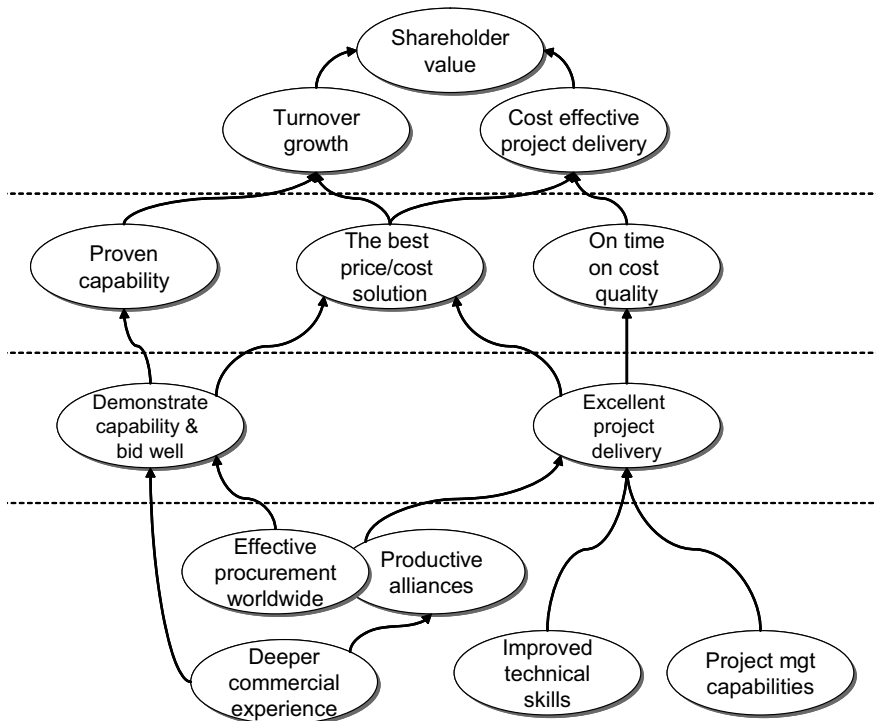 Shareholder
value
Turnover
growth
Cost effective
project delivery
Proven
capability
The best
price/cost
solution
On time
on cost
quality
Demonstrate
capability &
bid well
Excellent
project
delivery
Effective
procurement
worldwide
Productive
alliances
Deeper
commercial
experience
Improved
technical
skills
Project mgt
capabilities